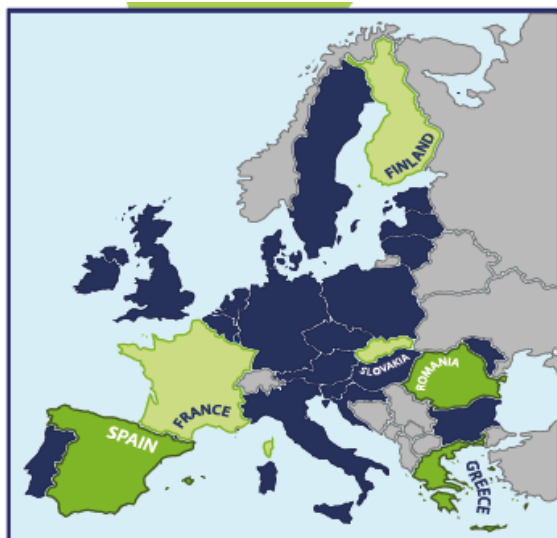 FINLAND
SLOVAKIA
ROMANIA
FRANCE
SPAIN
GREECE